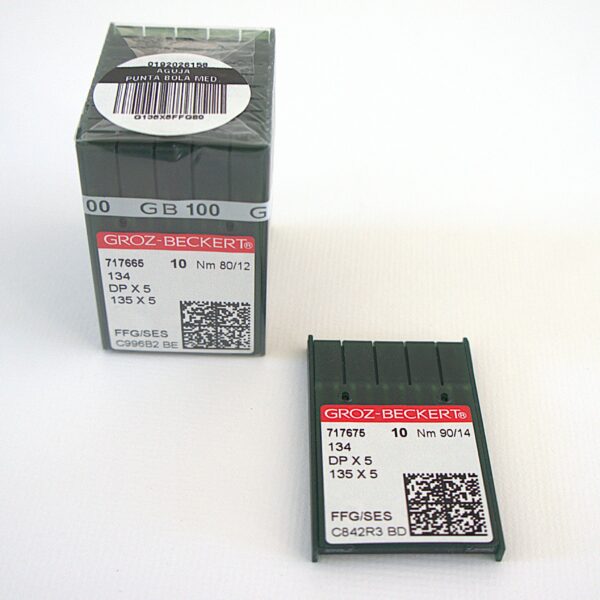 0192026156
AGUJA
PUNTA BOLA MED.
G135X5FFG80
00 GB 100 G
GROZ-BECKERT®
717665 10 Nm 80/12
134
DP X 5
135 X 5
FFG/SES
C996B2 BE
GROZ-BECKERT®
717675 10 Nm 90/14
134
DP X 5
135 X 5
FFG/SES
C842R3 BD